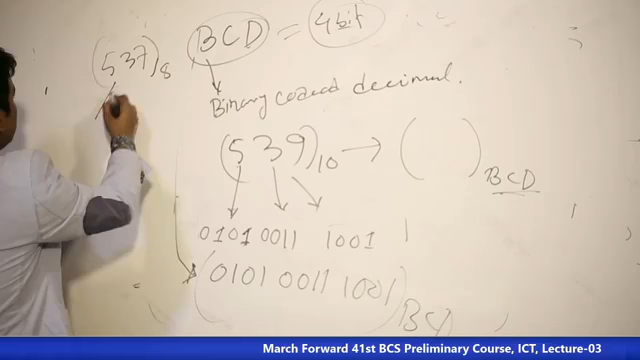 (537)8 BCD = 4 bit
Binary coded decimal.
(539)10 → ( )BCD
0101 0011 1001
(0101 0011 1001)BCD
March Forward 41st BCS Preliminary Course, ICT, Lecture-03